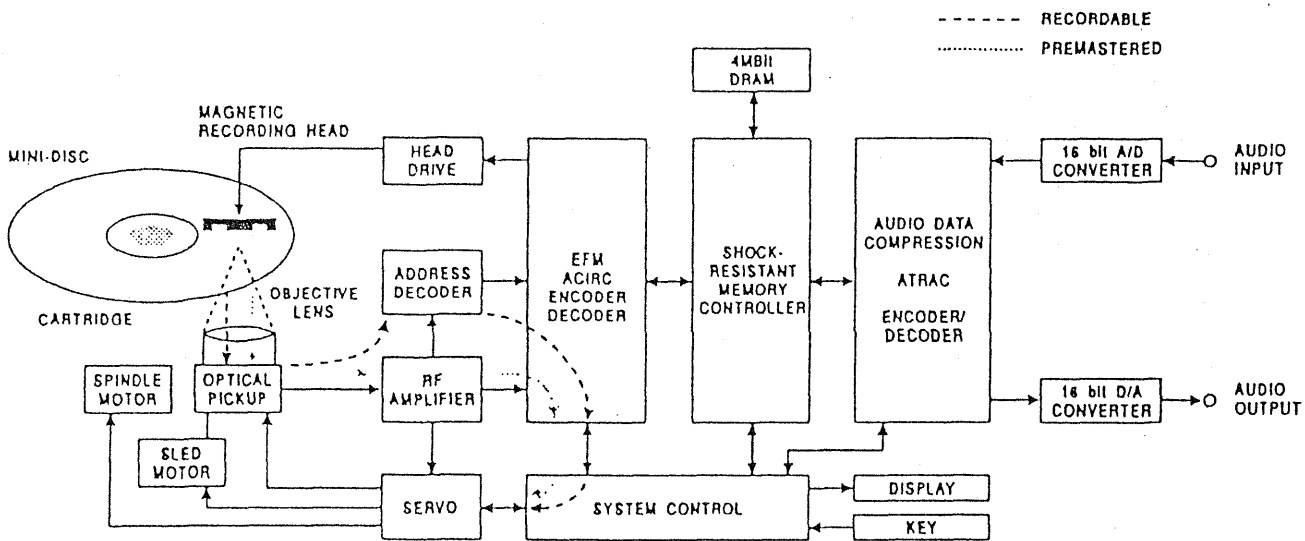 RECORDABLE
PREMASTERED
4MBit
DRAM
MAGNETIC
RECORDING HEAD
MINI-DISC
HEAD
DRIVE
16 bit A/D
CONVERTER
AUDIO
INPUT
EFM
ACIRC
ENCODER
DECODER
SHOCK-
RESISTANT
MEMORY
CONTROLLER
AUDIO DATA
COMPRESSION
ATRAC
ENCODER/
DECODER
ADDRESS
DECODER
OBJECTIVE
LENS
CARTRIDGE
SPINDLE
MOTOR
OPTICAL
PICKUP
RF
AMPLIFIER
16 bit D/A
CONVERTER
AUDIO
OUTPUT
SLED
MOTOR
SERVO
SYSTEM CONTROL
DISPLAY
KEY